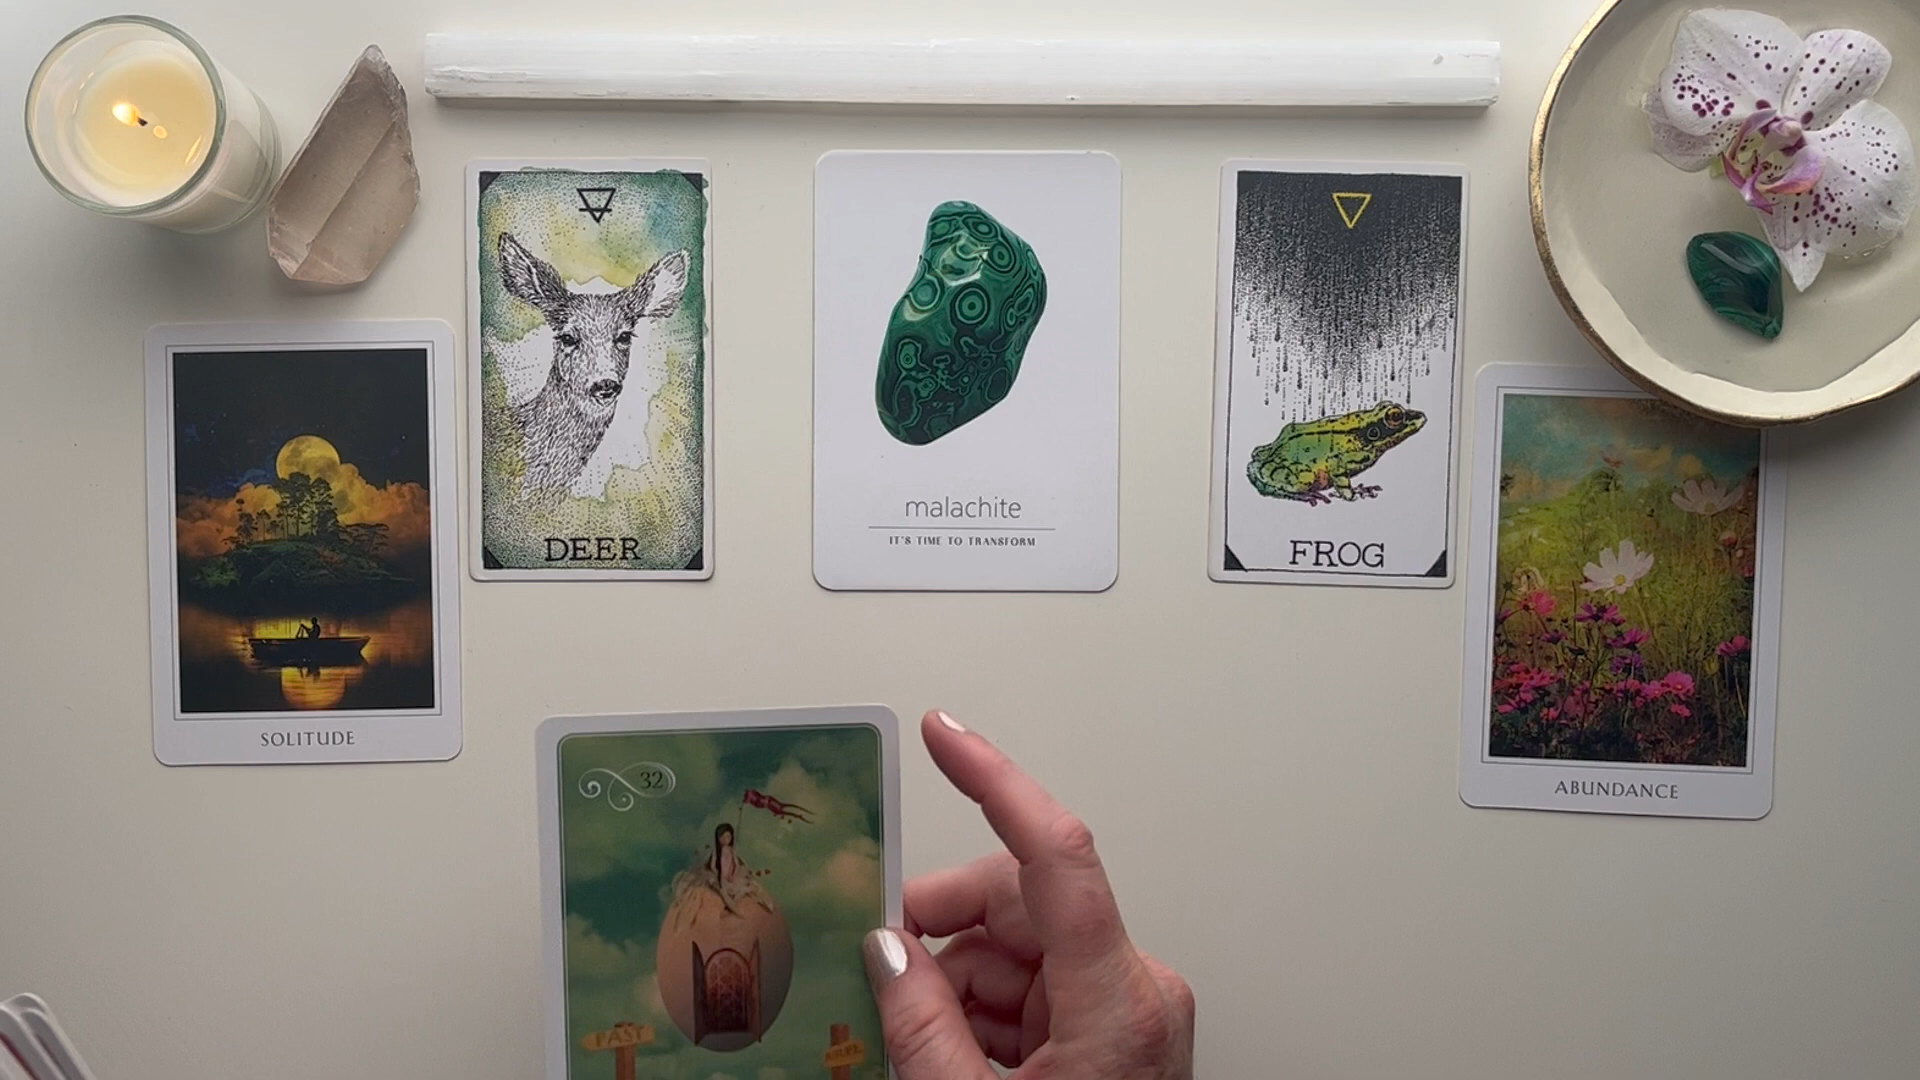 DEER
malachite
IT'S TIME TO TRANSFORM
FROG
SOLITUDE
ABUNDANCE
32
PAST